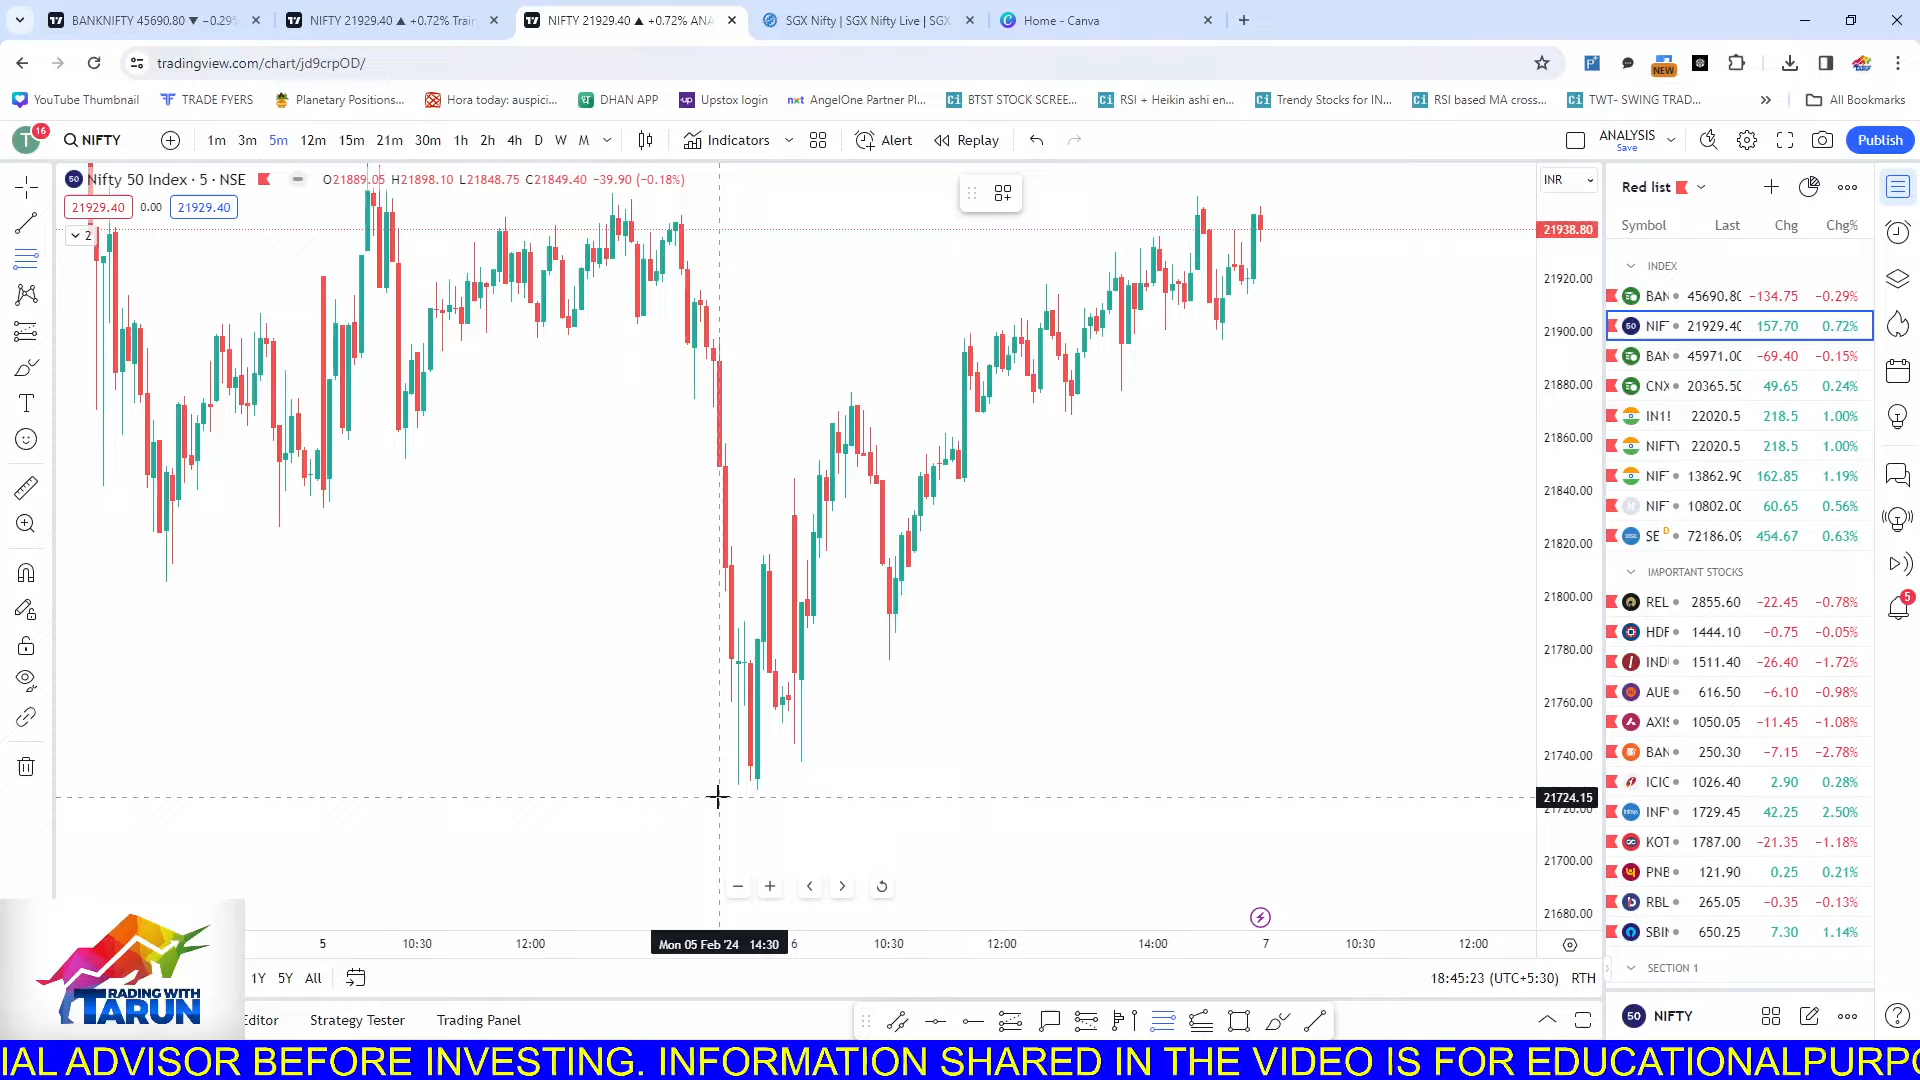 BANKNIFTY 45690.80 ▼ −0.29%
NIFTY 21929.40 ▲ +0.72% Train
NIFTY 21929.40 ▲ +0.72% ANA
SGX Nifty | SGX Nifty Live | SGX
Home - Canva
tradingview.com/chart/jd9crpOD/
NEW
YouTube Thumbnail
TRADE FYERS
Planetary Positions...
Hora today: auspici...
DHAN APP
Upstox login
AngelOne Partner Pl...
BTST STOCK SCREE...
RSI + Heikin ashi en...
Trendy Stocks for IN...
RSI based MA cross...
TWT- SWING TRAD...
All Bookmarks
T 16
NIFTY
1m 3m 5m 12m 15m 21m 30m 1h 2h 4h D W M
Indicators
Alert
Replay
ANALYSIS
Save
Publish
Nifty 50 Index · 5 · NSE
O21889.05 H21898.10 L21848.75 C21849.40 −39.90 (−0.18%)
21929.40 0.00 21929.40
2
INR
21938.80
21920.00
21900.00
21880.00
21860.00
21840.00
21820.00
21800.00
21780.00
21760.00
21740.00
21724.15
21720.00
21700.00
21680.00
Red list
Symbol Last Chg Chg%
INDEX
BAN 45690.80 −134.75 −0.29%
50 NIF 21929.40 157.70 0.72%
BAN 45971.00 −69.40 −0.15%
CNX 20365.50 49.65 0.24%
IN1! 22020.5 218.5 1.00%
NIFTY 22020.5 218.5 1.00%
NIF 13862.90 162.85 1.19%
NIF 10802.00 60.65 0.56%
SE D 72186.09 454.67 0.63%
IMPORTANT STOCKS
REL 2855.60 −22.45 −0.78%
HDF 1444.10 −0.75 −0.05%
IND 1511.40 −26.40 −1.72%
AUE 616.50 −6.10 −0.98%
AXIS 1050.05 −11.45 −1.08%
BAN 250.30 −7.15 −2.78%
ICIC 1026.40 2.90 0.28%
INFY 1729.45 42.25 2.50%
KOT 1787.00 −21.35 −1.18%
PNB 121.90 0.25 0.21%
RBL 265.05 −0.35 −0.13%
SBIN 650.25 7.30 1.14%
SECTION 1
50 NIFTY
5
5 10:30 12:00 Mon 05 Feb '24 14:30 6 10:30 12:00 14:00 7 10:30 12:00
1Y 5Y All
18:45:23 (UTC+5:30) RTH
Editor Strategy Tester Trading Panel
TRADING WITH
TARUN
IAL ADVISOR BEFORE INVESTING. INFORMATION SHARED IN THE VIDEO IS FOR EDUCATIONALPURPO